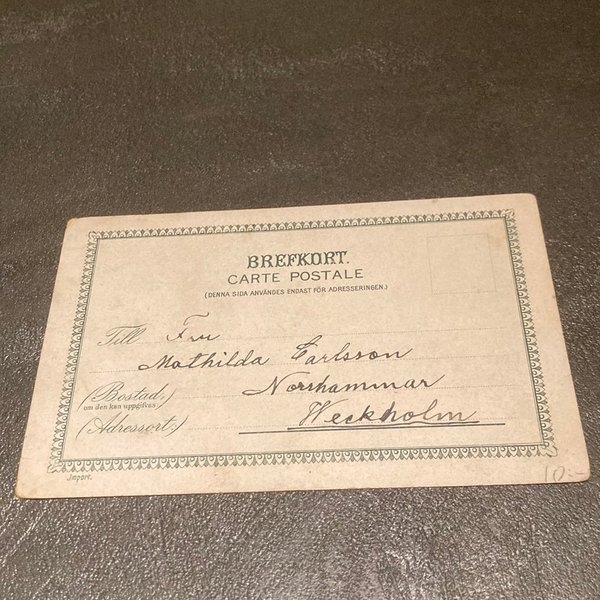 BREFKORT.
CARTE POSTALE
(DENNA SIDA ANVÄNDES ENDAST FÖR ADRESSERINGEN.)
Till Fru
Mathilda Carlsson
(Bostad, Norrhammar
om den kan uppgifvas)
(Adressort:) Weckholm
Import.
10:-